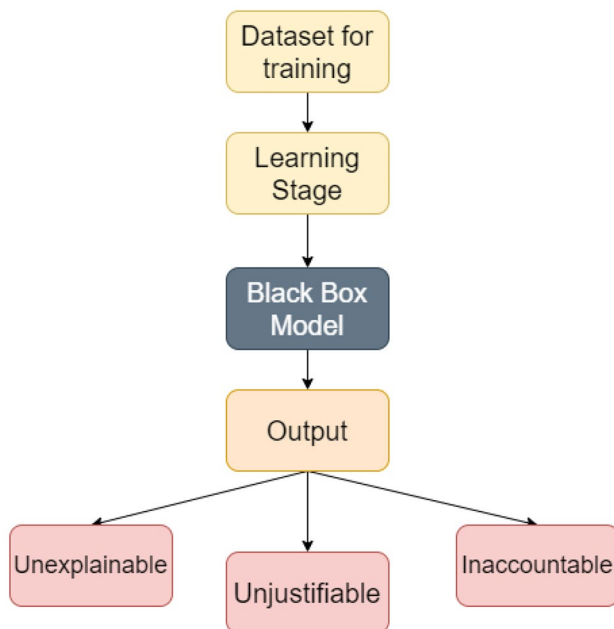 Dataset for
training
Learning
Stage
Black Box
Model
Output
Unexplainable
Unjustifiable
Inaccountable